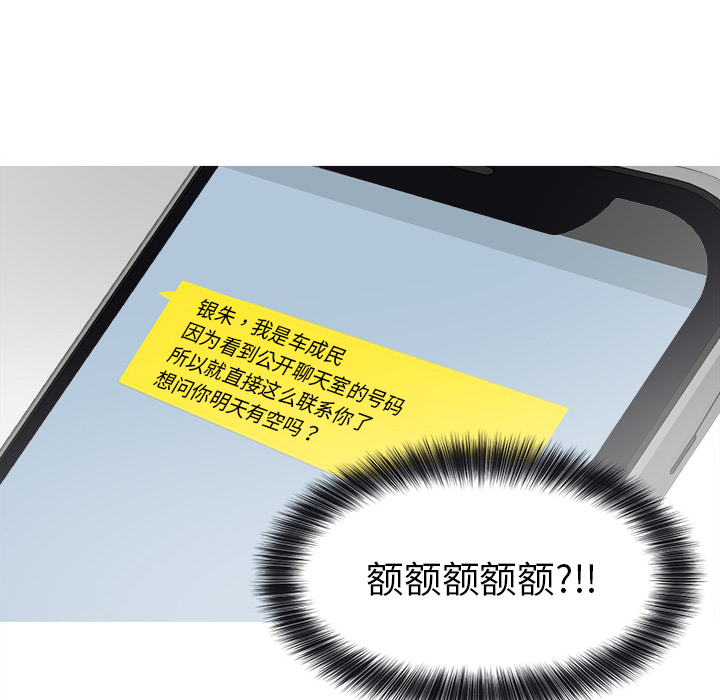 银朱，我是车成民
因为看到公开聊天室的号码
所以就直接这么联系你了
想问你明天有空吗？
额额额额额?!!